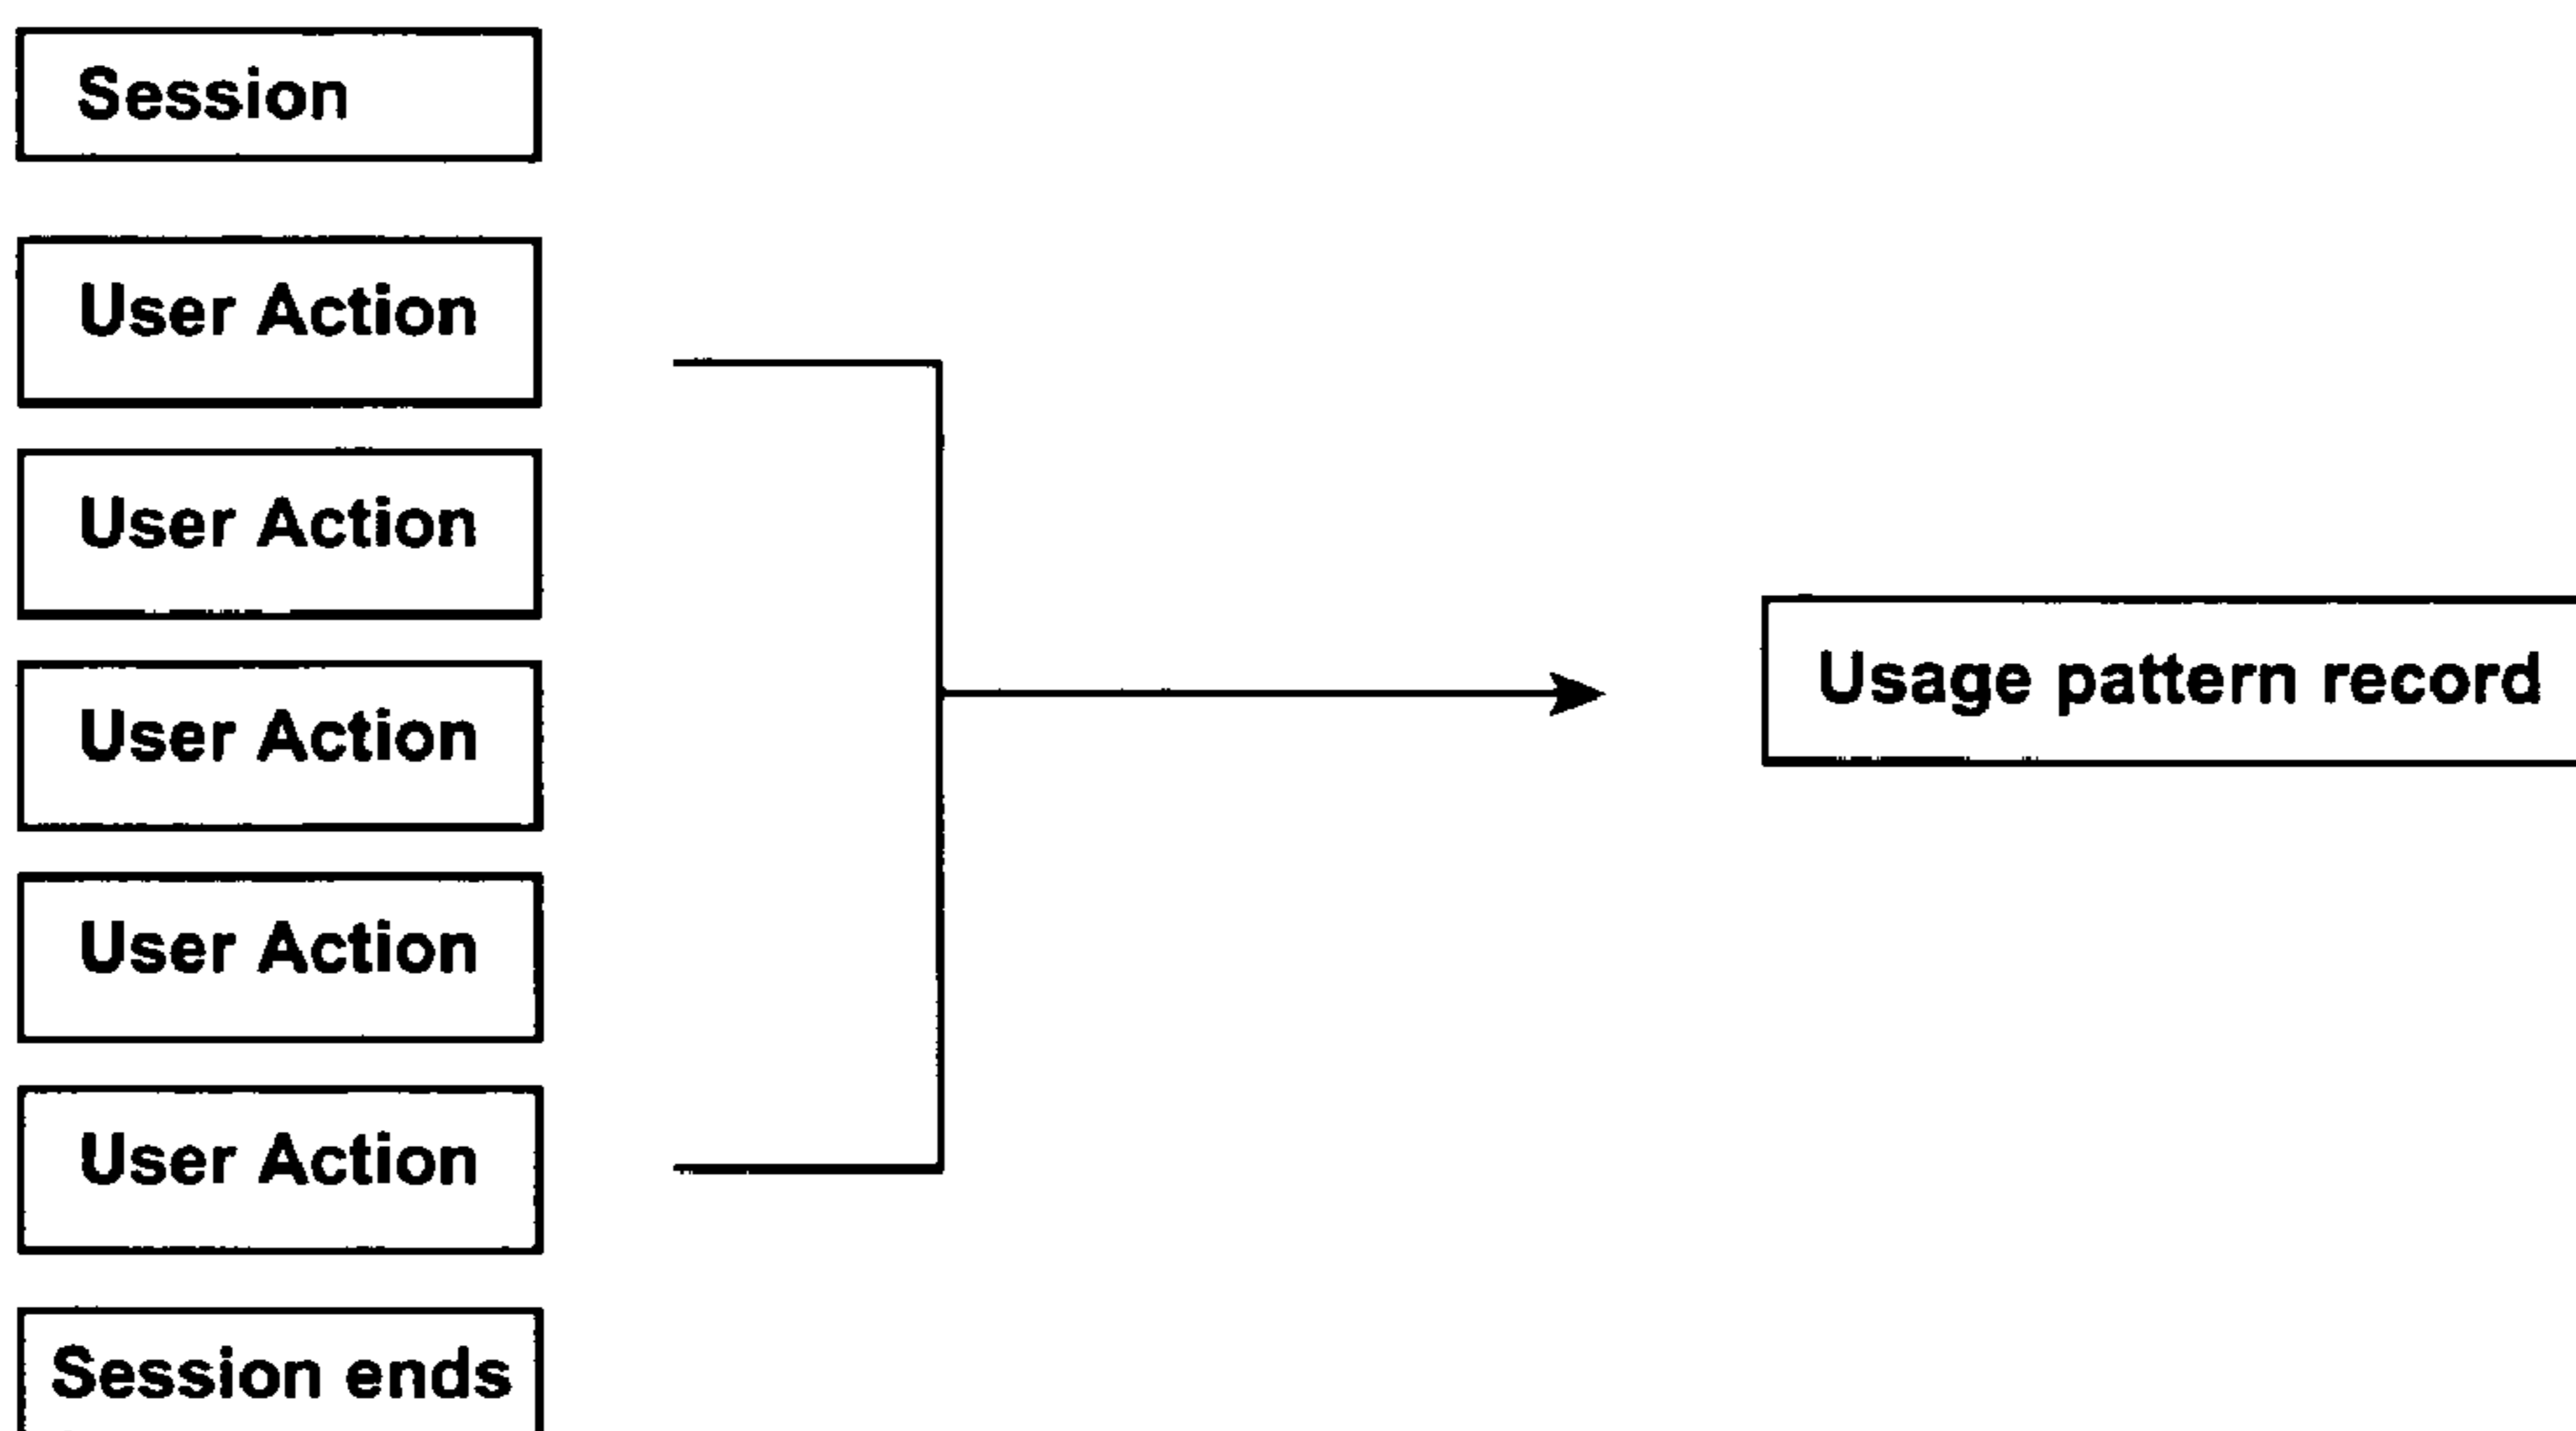 Session
User Action
User Action
User Action
Usage pattern record
User Action
User Action
Session ends